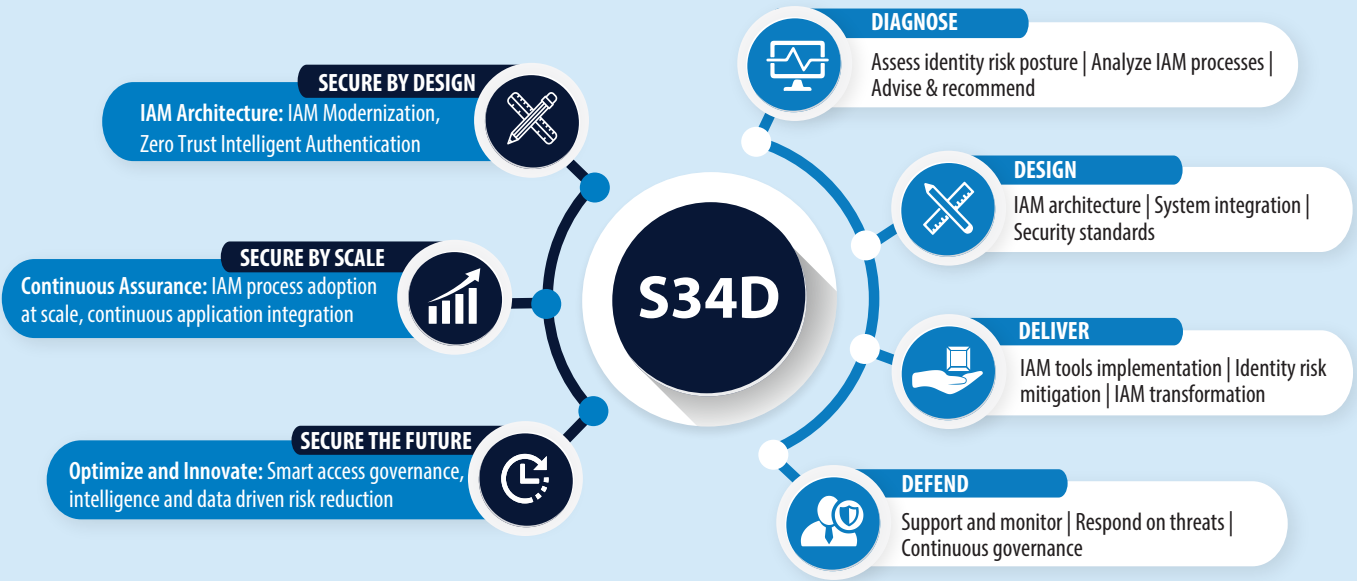 SECURE BY DESIGN
IAM Architecture: IAM Modernization,
Zero Trust Intelligent Authentication
SECURE BY SCALE
Continuous Assurance: IAM process adoption
at scale, continuous application integration
SECURE THE FUTURE
Optimize and Innovate: Smart access governance,
intelligence and data driven risk reduction
S34D
DIAGNOSE
Assess identity risk posture | Analyze IAM processes |
Advise & recommend
DESIGN
IAM architecture | System integration |
Security standards
DELIVER
IAM tools implementation | Identity risk
mitigation | IAM transformation
DEFEND
Support and monitor | Respond on threats |
Continuous governance